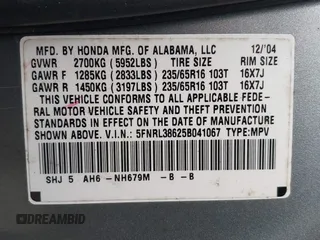 MFD. BY HONDA MFG. OF ALABAMA, LLC 12/'04
GVWR 2700KG (5952LBS) TIRE SIZE RIM SIZE
GAWR F 1285KG (2833LBS) 235/65R16 103T 16X7J
GAWR R 1450KG (3197LBS) 235/65R16 103T 16X7J
THIS VEHICLE CONFORMS TO ALL APPLICABLE FEDE-
RAL MOTOR VEHICLE SAFETY AND THEFT PREVENTION
STANDARDS IN EFFECT ON THE DATE OF
MANUFACTURE SHOWN ABOVE.
V.I.N.: 5FNRL38625B041067 TYPE:MPV
SHJ 5 AH6- NH679M - B - B
DREAMBID